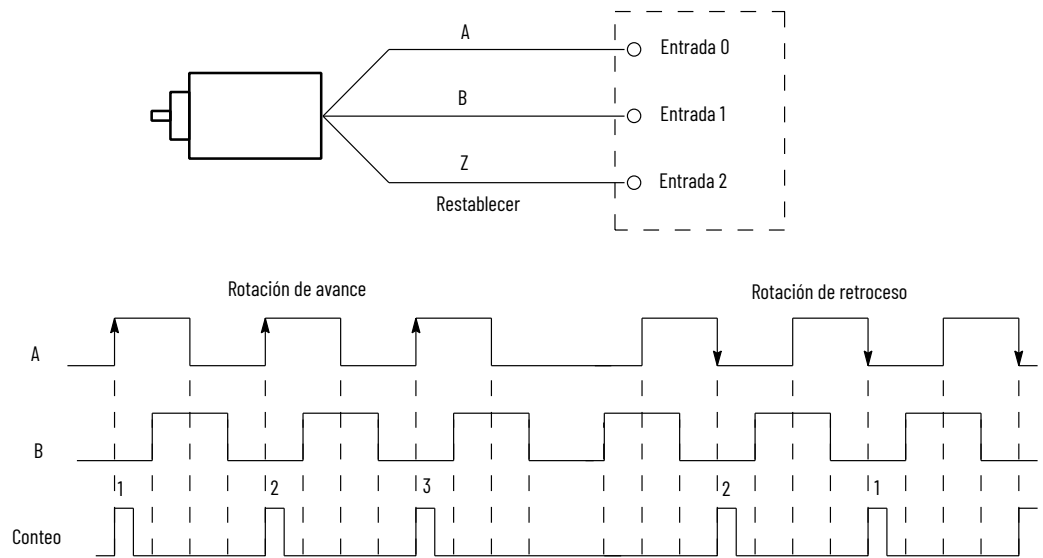 A
Entrada 0
B
Entrada 1
Z
Entrada 2
Restablecer
Rotación de avance
Rotación de retroceso
A
B
1
2
3
2
1
Conteo